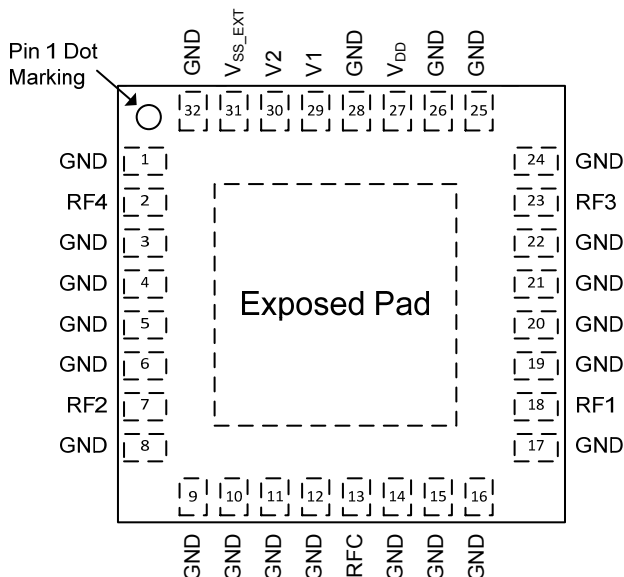 Pin 1 Dot
Marking
GND
VSS_EXT
V2
V1
GND
VDD
GND
GND
32
31
30
29
28
27
26
25
GND 1
RF4 2
GND 3
GND 4
GND 5
GND 6
RF2 7
GND 8
24 GND
23 RF3
22 GND
21 GND
20 GND
19 GND
18 RF1
17 GND
Exposed Pad
9
10
11
12
13
14
15
16
GND
GND
GND
GND
RFC
GND
GND
GND